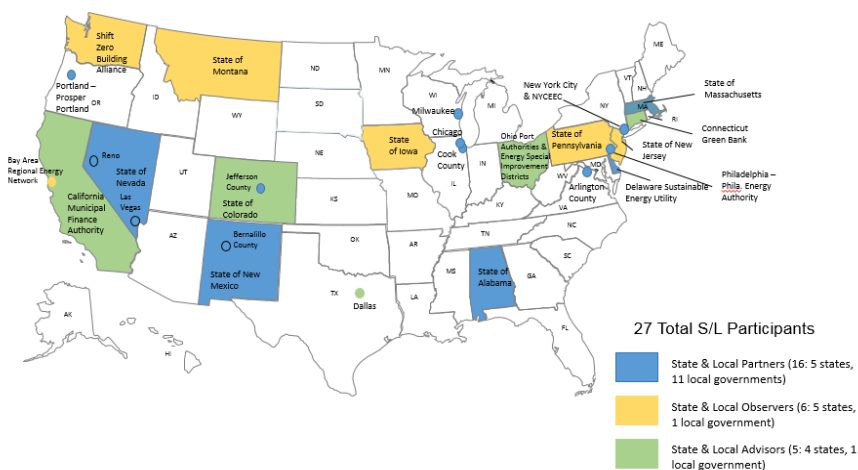 Shift
Zero
Building
Alliance
State of
Montana
ND
MN
ME
Portland –
Prosper
Portland
OR
ID
WY
SD
WI
MI
VT
NH
NY
MA
RI
New York City
& NYCEEC
State of
Massachusetts
Connecticut
Green Bank
State of New
Jersey
Philadelphia –
Phila. Energy
Authority
Delaware Sustainable
Energy Utility
Milwaukee
Chicago
Cook
County
Ohio Port
Authorities &
Energy Special
Improvement
Districts
State of
Pennsylvania
State
of Iowa
NE
IL
IN
WV
MD
VA
Arlington
County
Bay Area
Regional Energy
Network
Reno
State of
Nevada
Las
Vegas
California
Municipal
Finance
Authority
UT
Jefferson
County
State of
Colorado
KS
MO
KY
TN
NC
SC
AZ
Bernalillo
County
State of New
Mexico
OK
AR
TX
Dallas
LA
MS
State of
Alabama
GA
FL
AK
HI
27 Total S/L Participants
State & Local Partners (16: 5 states,
11 local governments)
State & Local Observers (6: 5 states,
1 local government)
State & Local Advisors (5: 4 states, 1
local government)